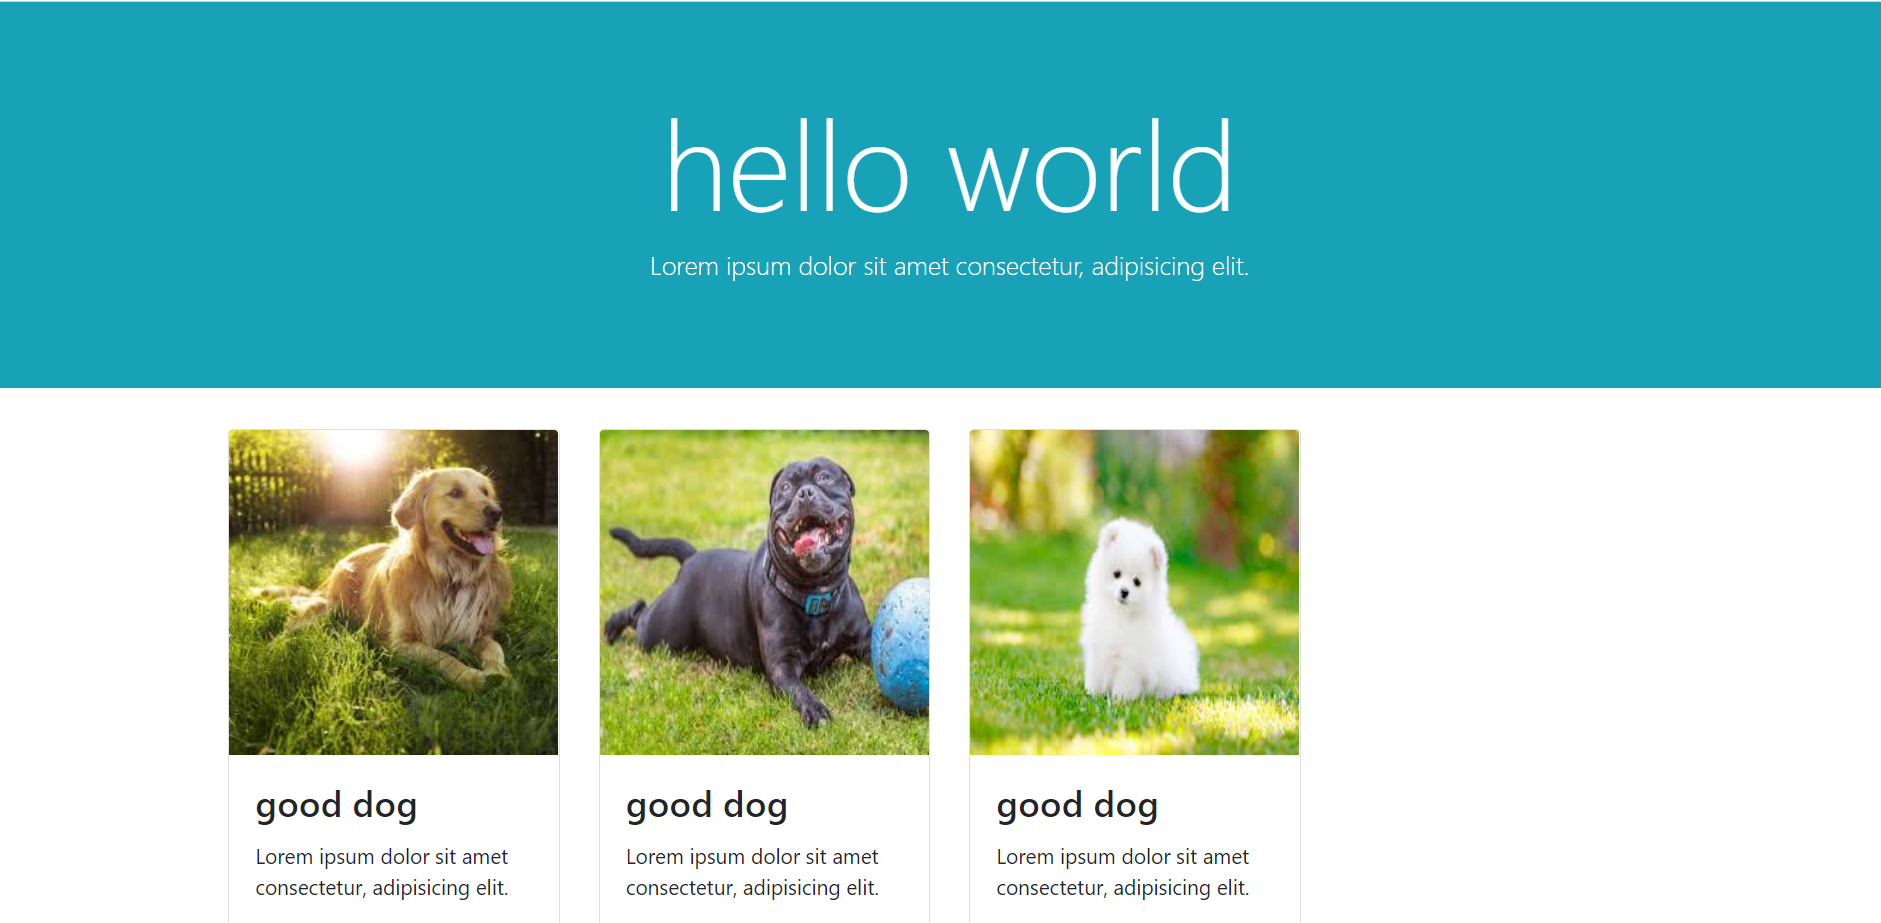 hello world
Lorem ipsum dolor sit amet consectetur, adipisicing elit.
good dog
Lorem ipsum dolor sit amet
consectetur, adipisicing elit.
good dog
Lorem ipsum dolor sit amet
consectetur, adipisicing elit.
good dog
Lorem ipsum dolor sit amet
consectetur, adipisicing elit.